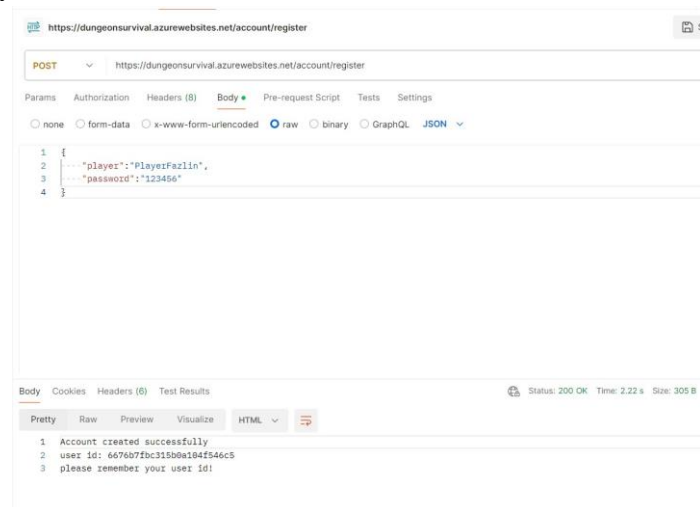 https://dungeonsurvival.azurewebsites.net/account/register
POST https://dungeonsurvival.azurewebsites.net/account/register
Params Authorization Headers (8) Body Pre-request Script Tests Settings
none form-data x-www-form-urlencoded raw binary GraphQL JSON
1 {
2 "player":"PlayerFazlin",
3 "password":"123456"
4 }
Body Cookies Headers (6) Test Results Status: 200 OK Time: 2.22 s Size: 305 B
Pretty Raw Preview Visualize HTML
1 Account created successfully
2 user id: 6676b7fbc315b0a104f546c5
3 please remember your user id!